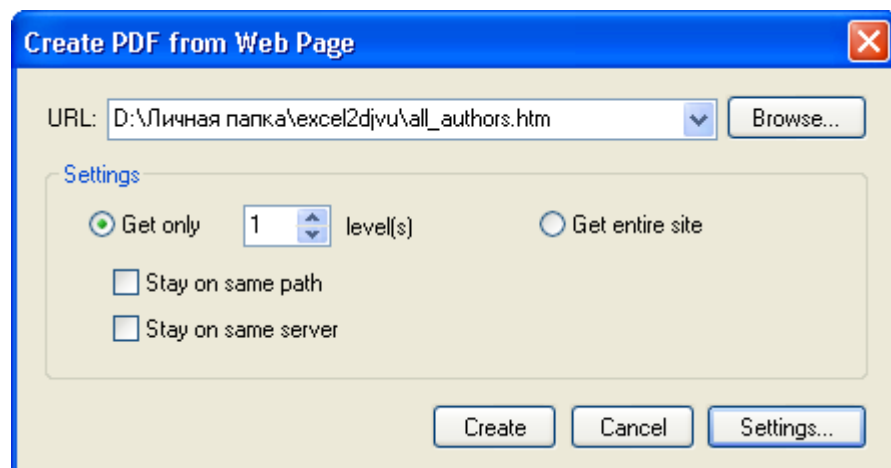 Create PDF from Web Page
URL: D:\Личная папка\excel2djvu\all_authors.htm Browse...
Settings
Get only 1 level(s) Get entire site
Stay on same path
Stay on same server
Create Cancel Settings...